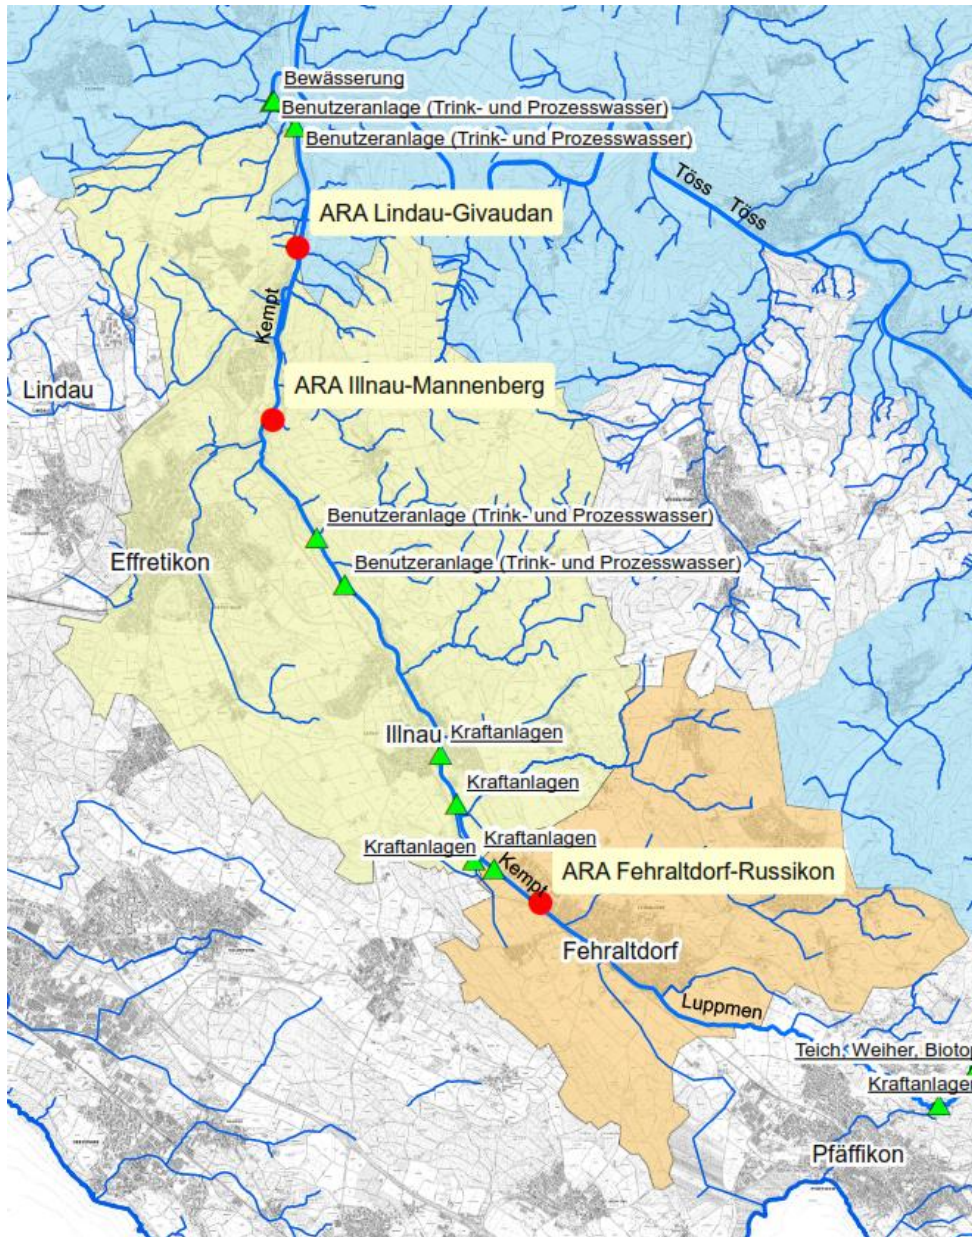 Bewässerung
Benutzeranlage (Trink- und Prozesswasser)
Benutzeranlage (Trink- und Prozesswasser)
Töss
Töss
ARA Lindau-Givaudan
Kempt
Lindau
ARA Illnau-Mannenberg
Benutzeranlage (Trink- und Prozesswasser)
Effretikon
Benutzeranlage (Trink- und Prozesswasser)
Illnau
Kraftanlagen
Kraftanlagen
Kraftanlagen
Kraftanlagen
Kempt
ARA Fehraltdorf-Russikon
Fehraltdorf
Luppmen
Teich, Weiher, Biotop
Kraftanlagen
Pfäffikon